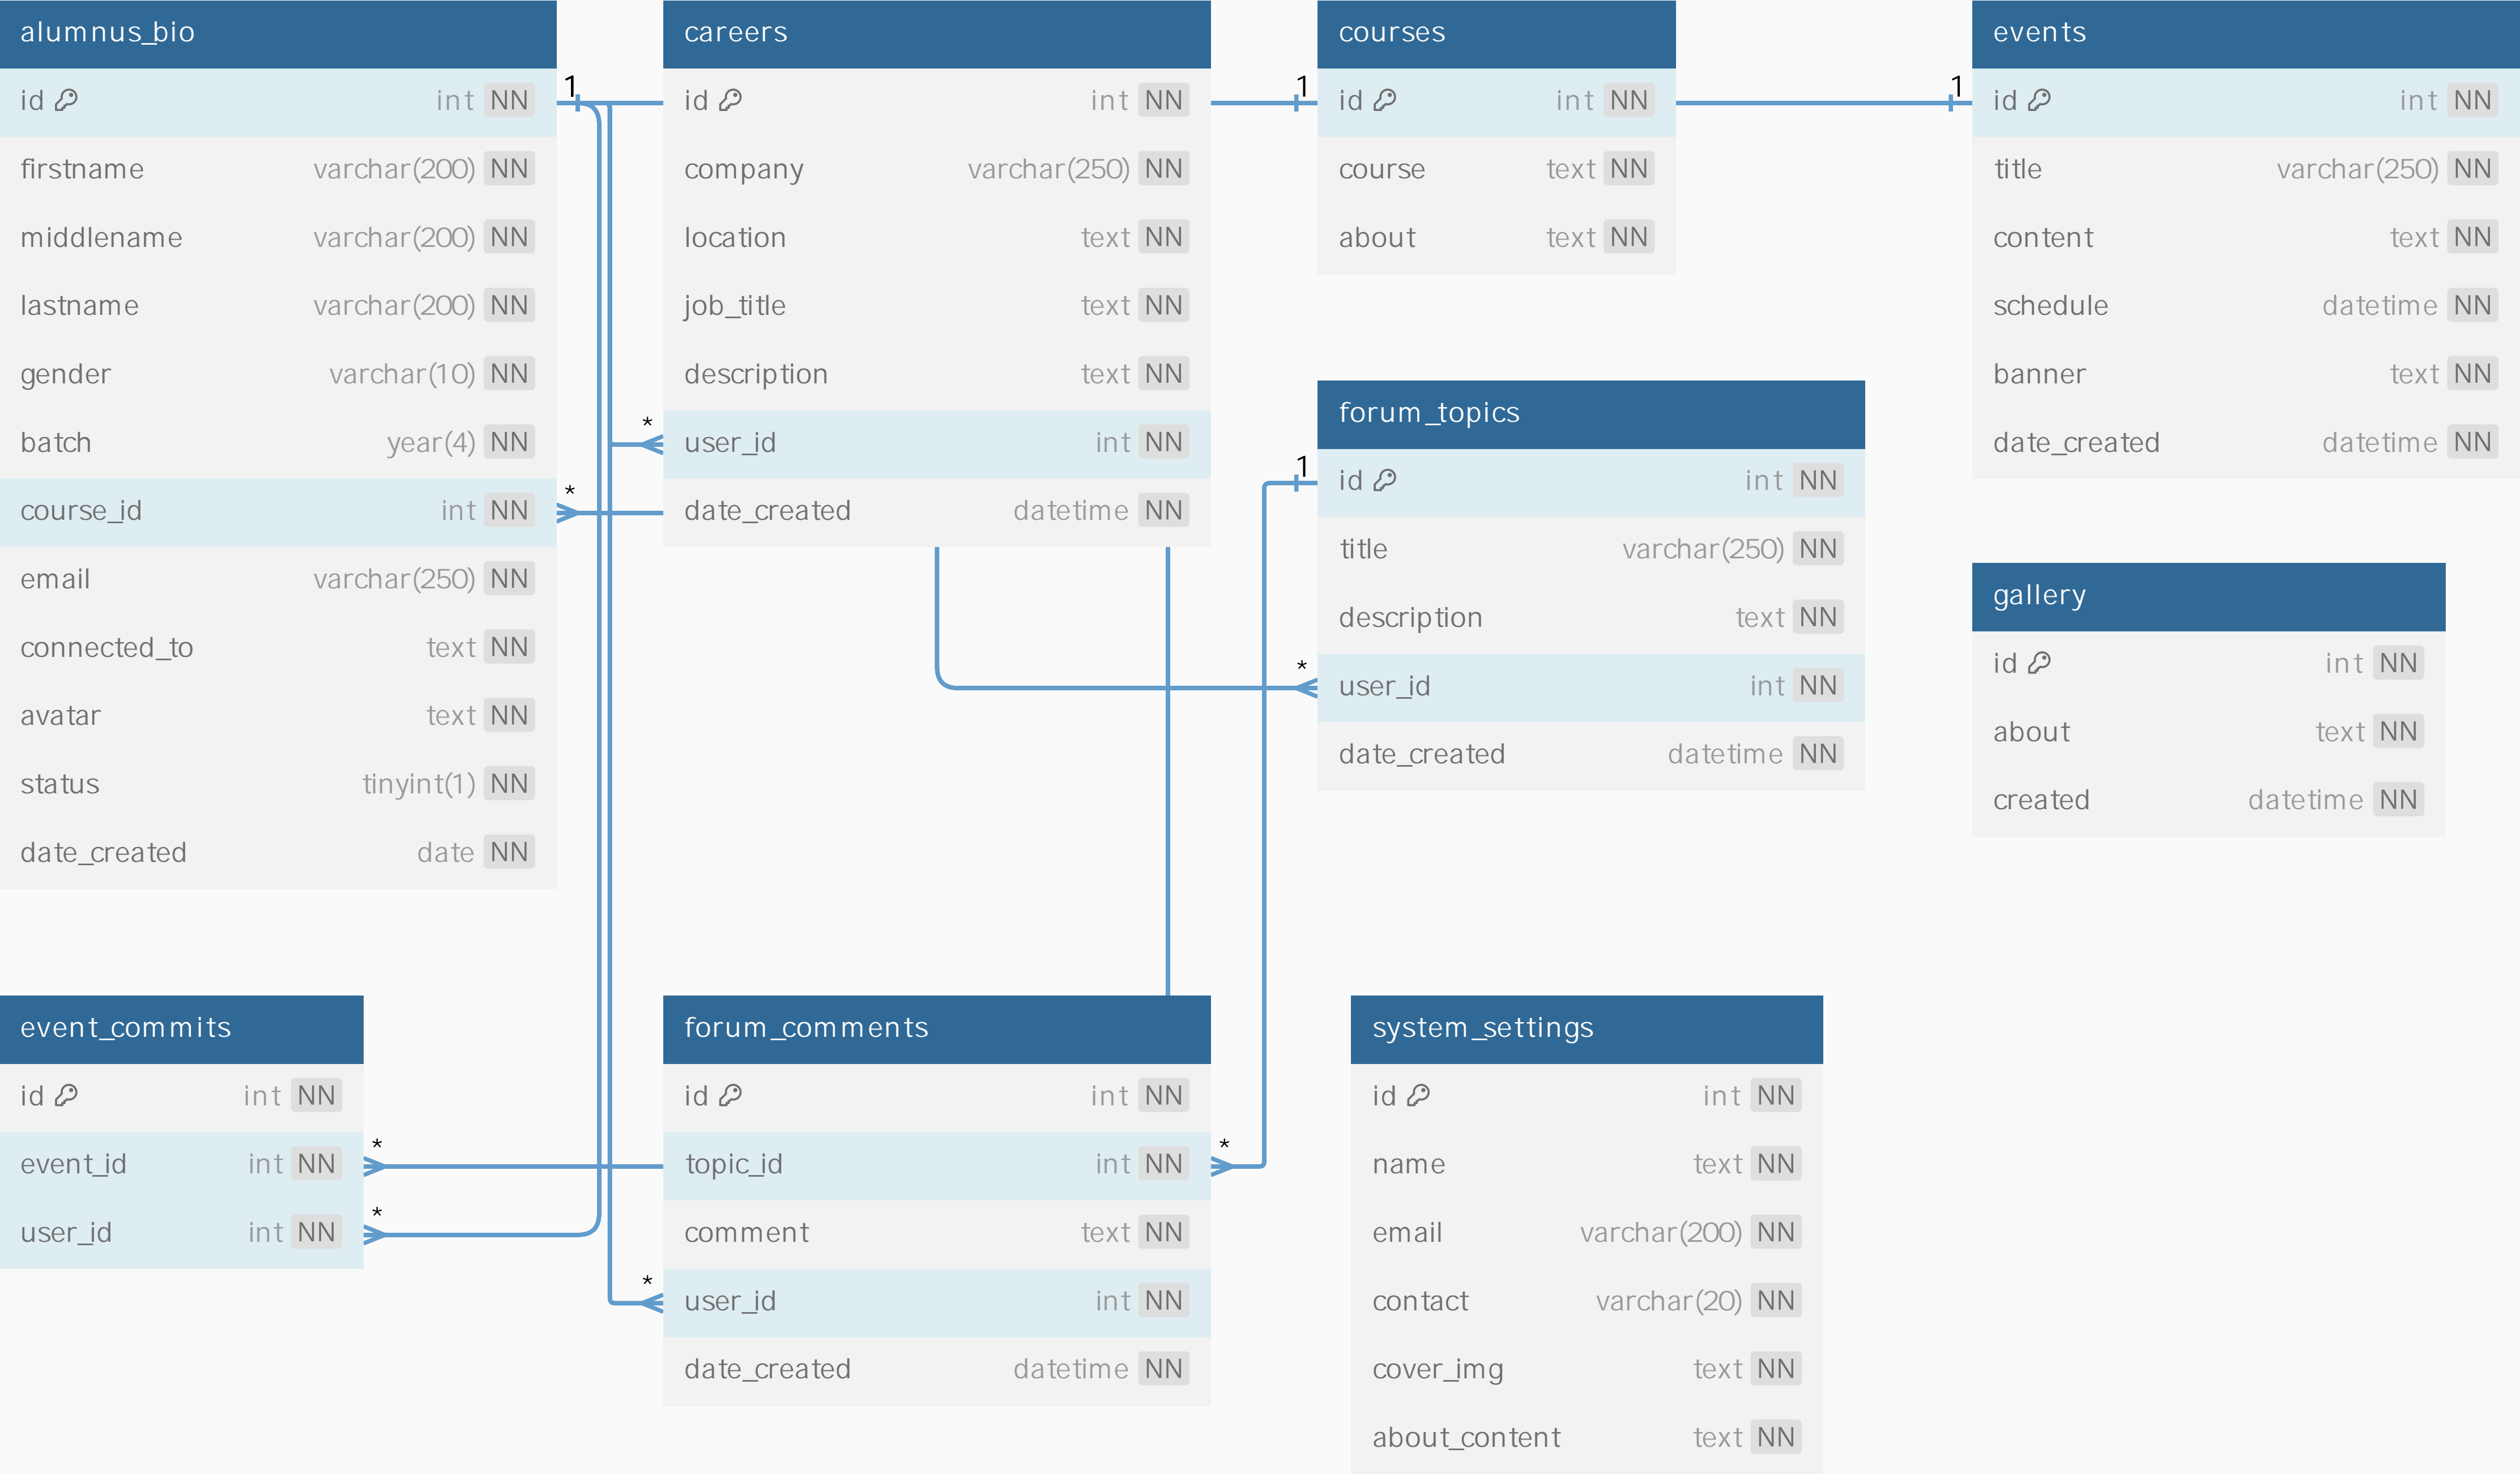 alumnus_bio
id int NN
firstname varchar(200) NN
middlename varchar(200) NN
lastname varchar(200) NN
gender varchar(10) NN
batch year(4) NN
course_id int NN
email varchar(250) NN
connected_to text NN
avatar text NN
status tinyint(1) NN
date_created date NN
1
*
careers
id int NN
company varchar(250) NN
location text NN
job_title text NN
description text NN
* user_id int NN
date_created datetime NN
courses
1 id int NN
course text NN
about text NN
events
1 id int NN
title varchar(250) NN
content text NN
schedule datetime NN
banner text NN
date_created datetime NN
forum_topics
1 id int NN
title varchar(250) NN
description text NN
* user_id int NN
date_created datetime NN
gallery
id int NN
about text NN
created datetime NN
event_commits
id int NN
event_id int NN *
user_id int NN *
forum_comments
id int NN
topic_id int NN *
comment text NN
* user_id int NN
date_created datetime NN
system_settings
id int NN
name text NN
email varchar(200) NN
contact varchar(20) NN
cover_img text NN
about_content text NN